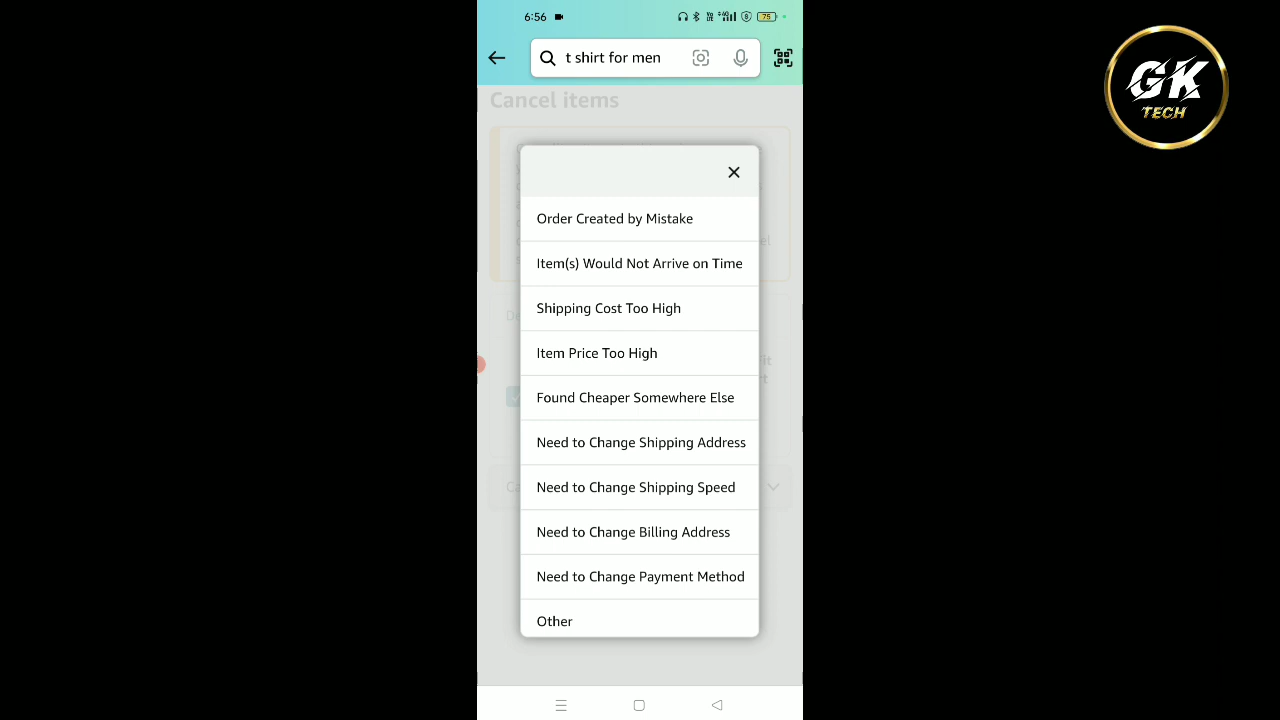 6:56
75
t shirt for men
Cancel items
Order Created by Mistake
Item(s) Would Not Arrive on Time
Shipping Cost Too High
Item Price Too High
Found Cheaper Somewhere Else
Need to Change Shipping Address
Need to Change Shipping Speed
Need to Change Billing Address
Need to Change Payment Method
Other
GK
TECH